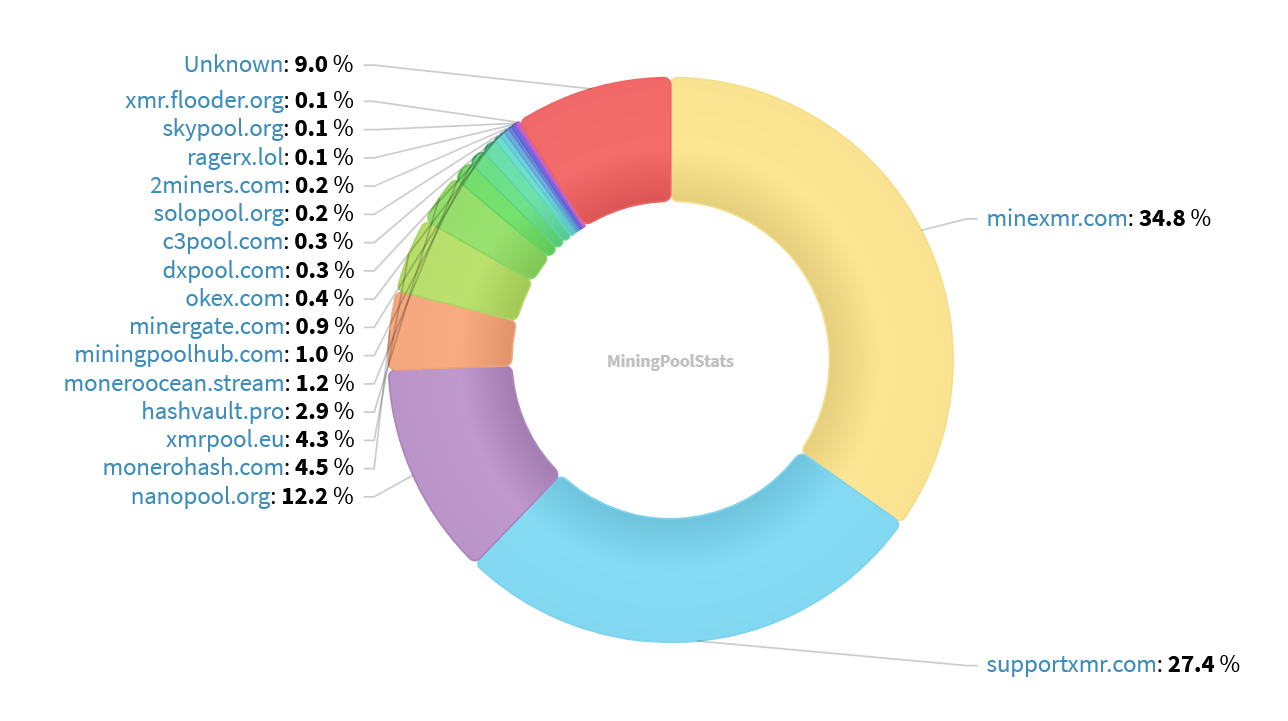 Unknown: 9.0 %
xmr.flooder.org: 0.1 %
skypool.org: 0.1 %
ragerx.lol: 0.1 %
2miners.com: 0.2 %
solopool.org: 0.2 %
c3pool.com: 0.3 %
dxpool.com: 0.3 %
okex.com: 0.4 %
minergate.com: 0.9 %
miningpoolhub.com: 1.0 %
moneroocean.stream: 1.2 %
hashvault.pro: 2.9 %
xmrpool.eu: 4.3 %
monerohash.com: 4.5 %
nanopool.org: 12.2 %
MiningPoolStats
minexmr.com: 34.8 %
supportxmr.com: 27.4 %